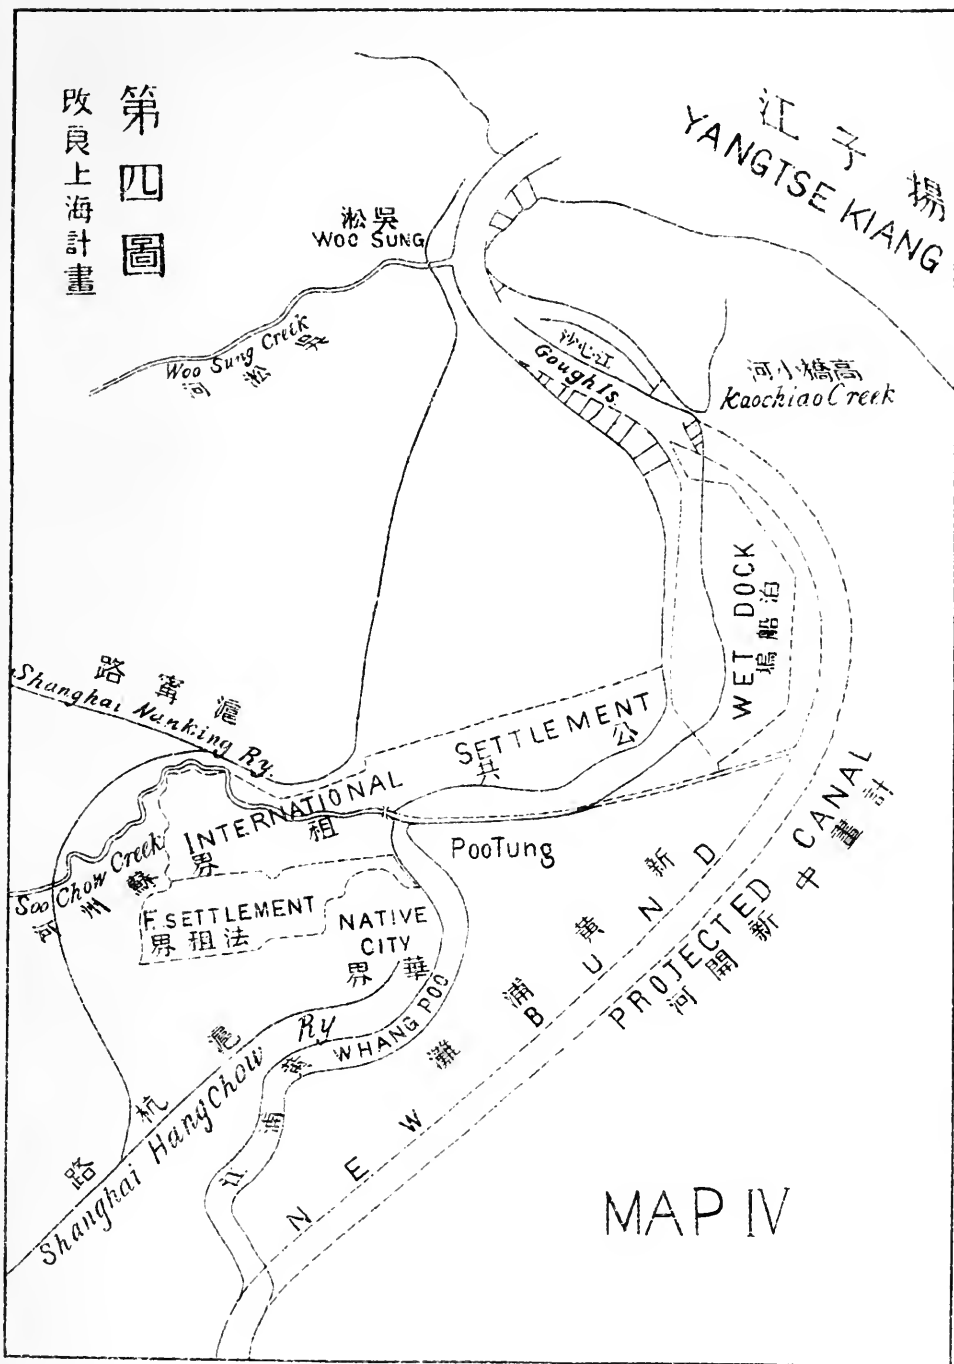 第四圖
改良上海計畫
江子揚
YANGTSE KIANG
淞吳
WOO SUNG
Woo Sung Creek
河淞吳
沙心江
Gough Is.
河小橋高
Kaochiao Creek
WET DOCK
塢船泊
路甯滬
Shanghai Nanking Ry.
INTERNATIONAL SETTLEMENT
界租共公
Soo Chow Creek
河州蘇
PooTung
F. SETTLEMENT
界租法
NATIVE
CITY
界華
WHANG POO
黃浦江
路杭滬
Shanghai HangChow Ry
NEW BUND
灘浦黃新
PROJECTED CANAL
河開新中畫計
MAP IV